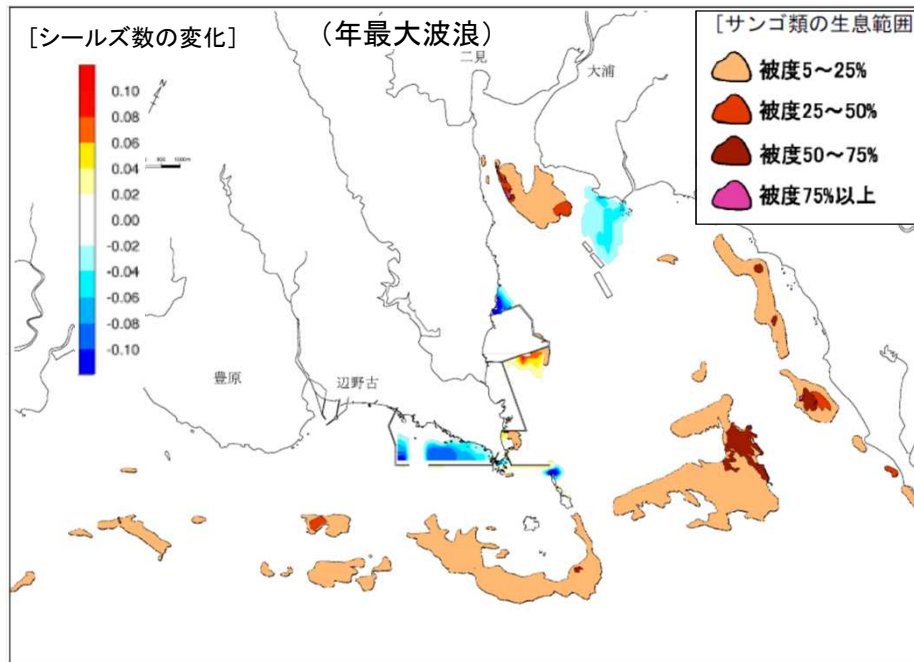 [シールズ数の変化]
（年最大波浪）
[サンゴ類の生息範囲
被度5～25%
被度25～50%
被度50～75%
被度75%以上
0.10
0.08
0.06
0.04
0.02
0.00
-0.02
-0.04
-0.06
-0.08
-0.10
N
二見
大浦
豊原
辺野古